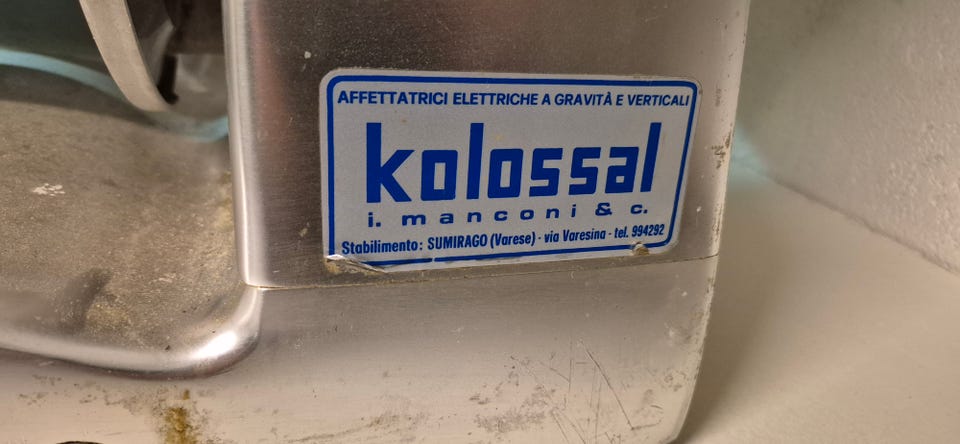 AFFETTATRICI ELETTRICHE A GRAVITÀ E VERTICALI
kolossal
i. manconi & c.
Stabilimento: SUMIRAGO (Varese) - via Varesina - tel. 994292